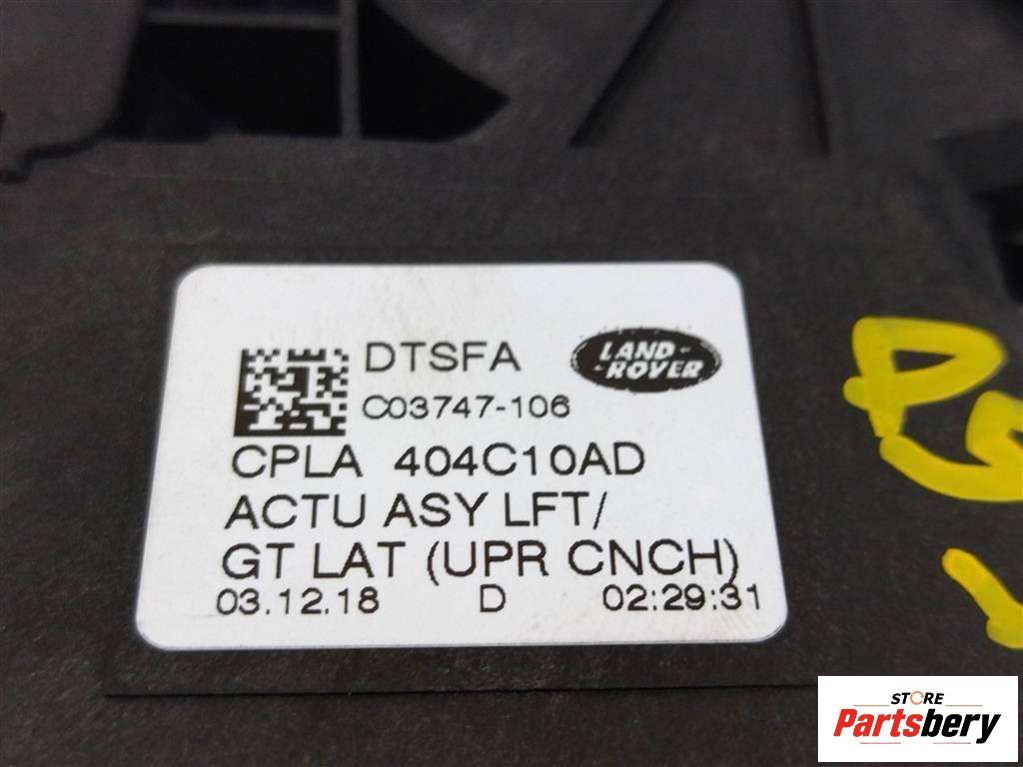 DTSFA
LAND-
-ROVER
C03747-106
CPLA 404C10AD
ACTU ASY LFT/
GT LAT (UPR CNCH)
03.12.18 D 02:29:31
STORE
Partsbery